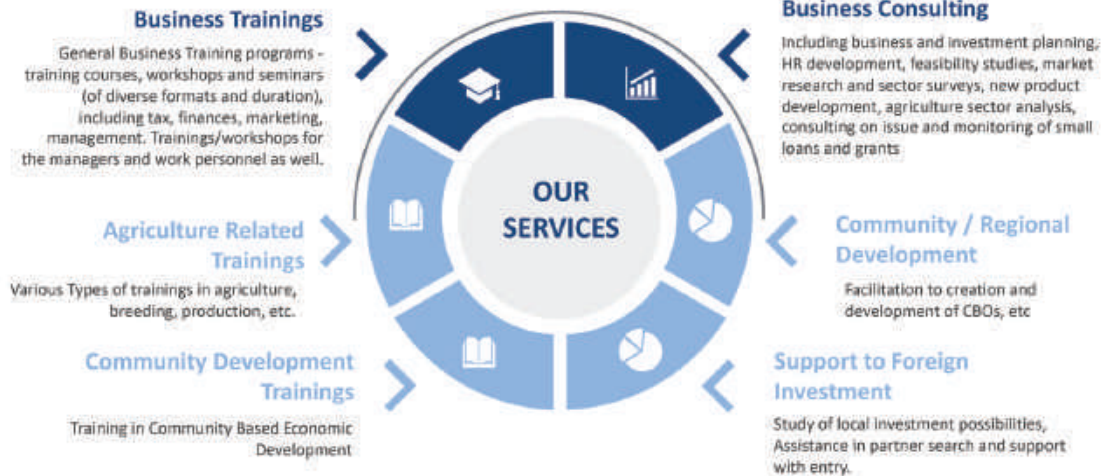 Business Trainings
General Business Training programs -
training courses, workshops and seminars
(of diverse formats and duration),
including tax, finances, marketing,
management. Trainings/workshops for
the managers and work personnel as well.
Agriculture Related
Trainings
Various Types of trainings in agriculture,
breeding, production, etc.
Community Development
Trainings
Training in Community Based Economic
Development
OUR
SERVICES
Business Consulting
Including business and investment planning,
HR development, feasibility studies, market
research and sector surveys, new product
development, agriculture sector analysis,
consulting on issue and monitoring of small
loans and grants
Community / Regional
Development
Facilitation to creation and
development of CBOs, etc
Support to Foreign
Investment
Study of local investment possibilities,
Assistance in partner search and support
with entry.